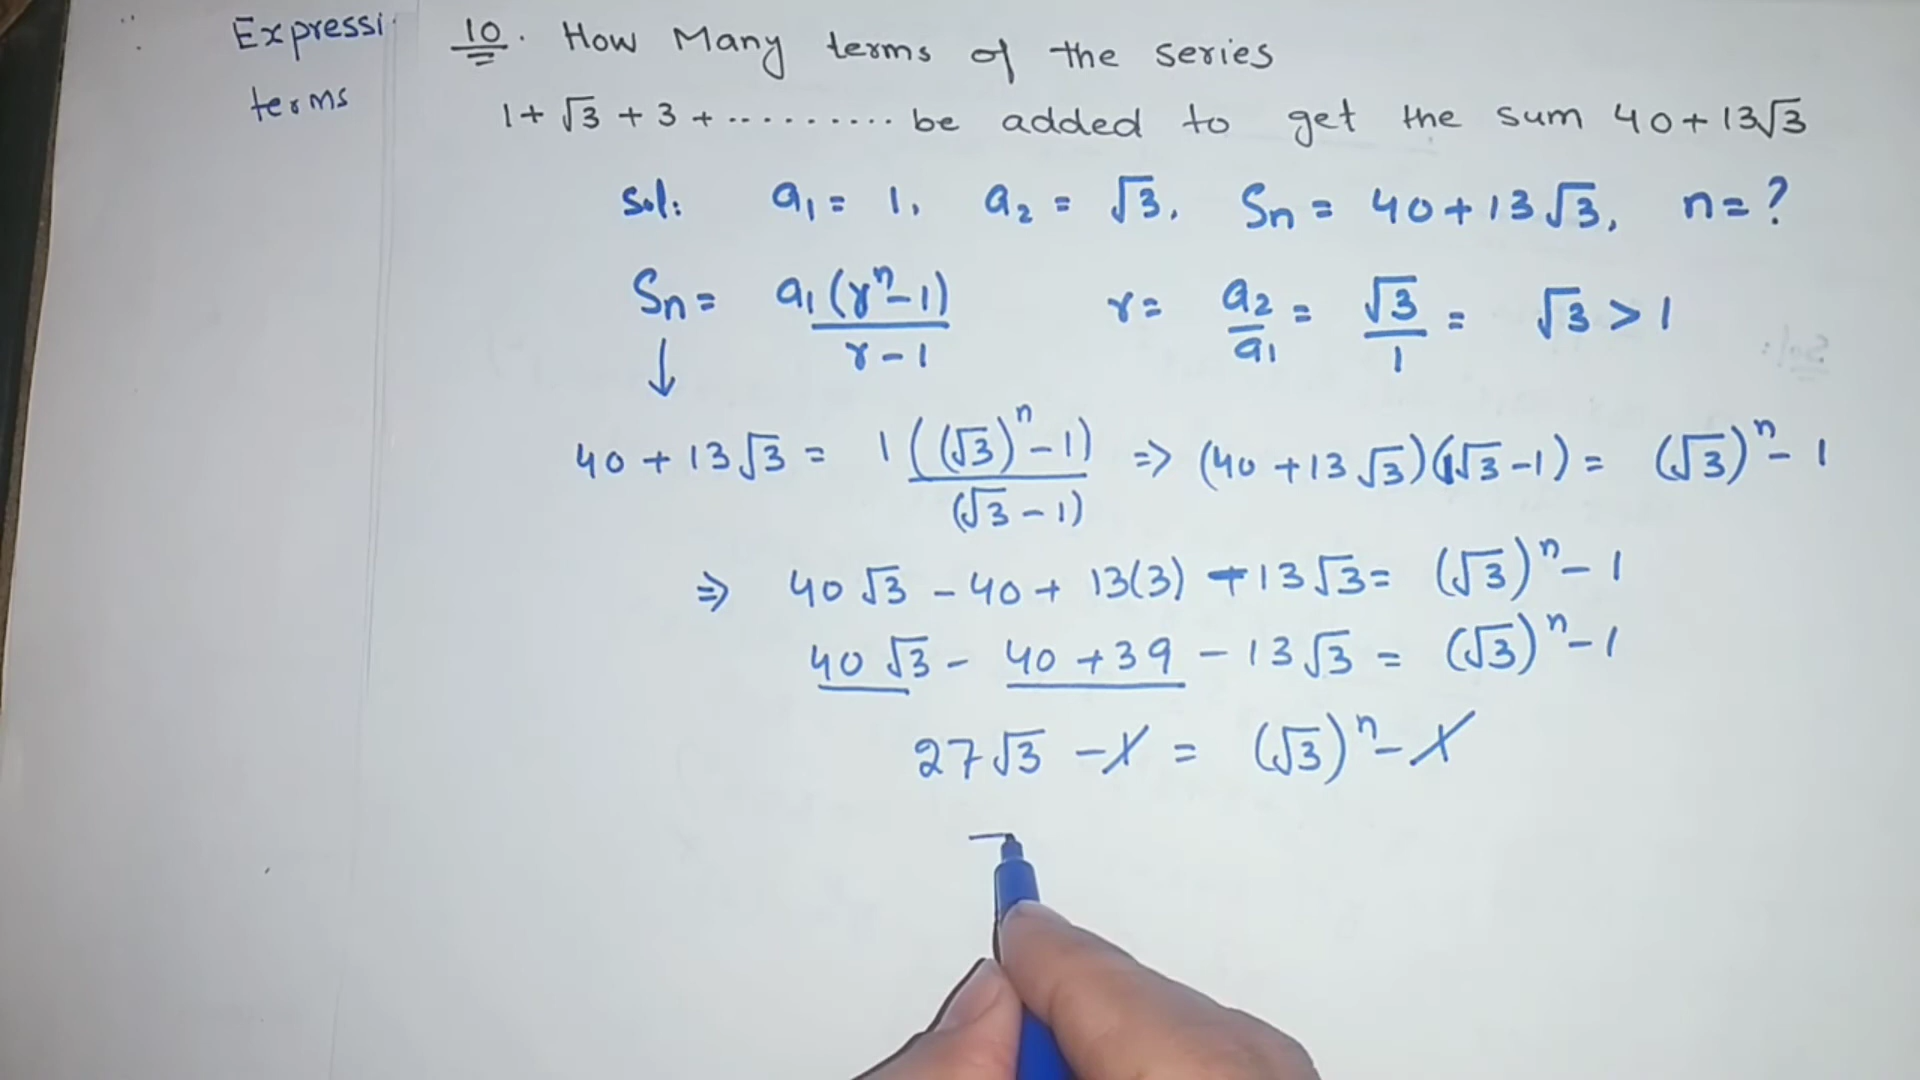 Expressi
terms
10. How Many terms of the series
1 + √3 + 3 + ......... be added to get the sum 40 + 13√3
Sol: a₁ = 1, a₂ = √3, Sn = 40 + 13√3, n = ?
Sn = a₁(rⁿ - 1) / r - 1    r = a₂/a₁ = √3/1 = √3 > 1
↓
40 + 13√3 = 1((√3)ⁿ - 1) / (√3 - 1) ⇒ (40 + 13√3)(√3 - 1) = (√3)ⁿ - 1
⇒ 40√3 - 40 + 13(3) - 13√3 = (√3)ⁿ - 1
40√3 - 40 + 39 - 13√3 = (√3)ⁿ - 1
27√3 - 1 = (√3)ⁿ - 1